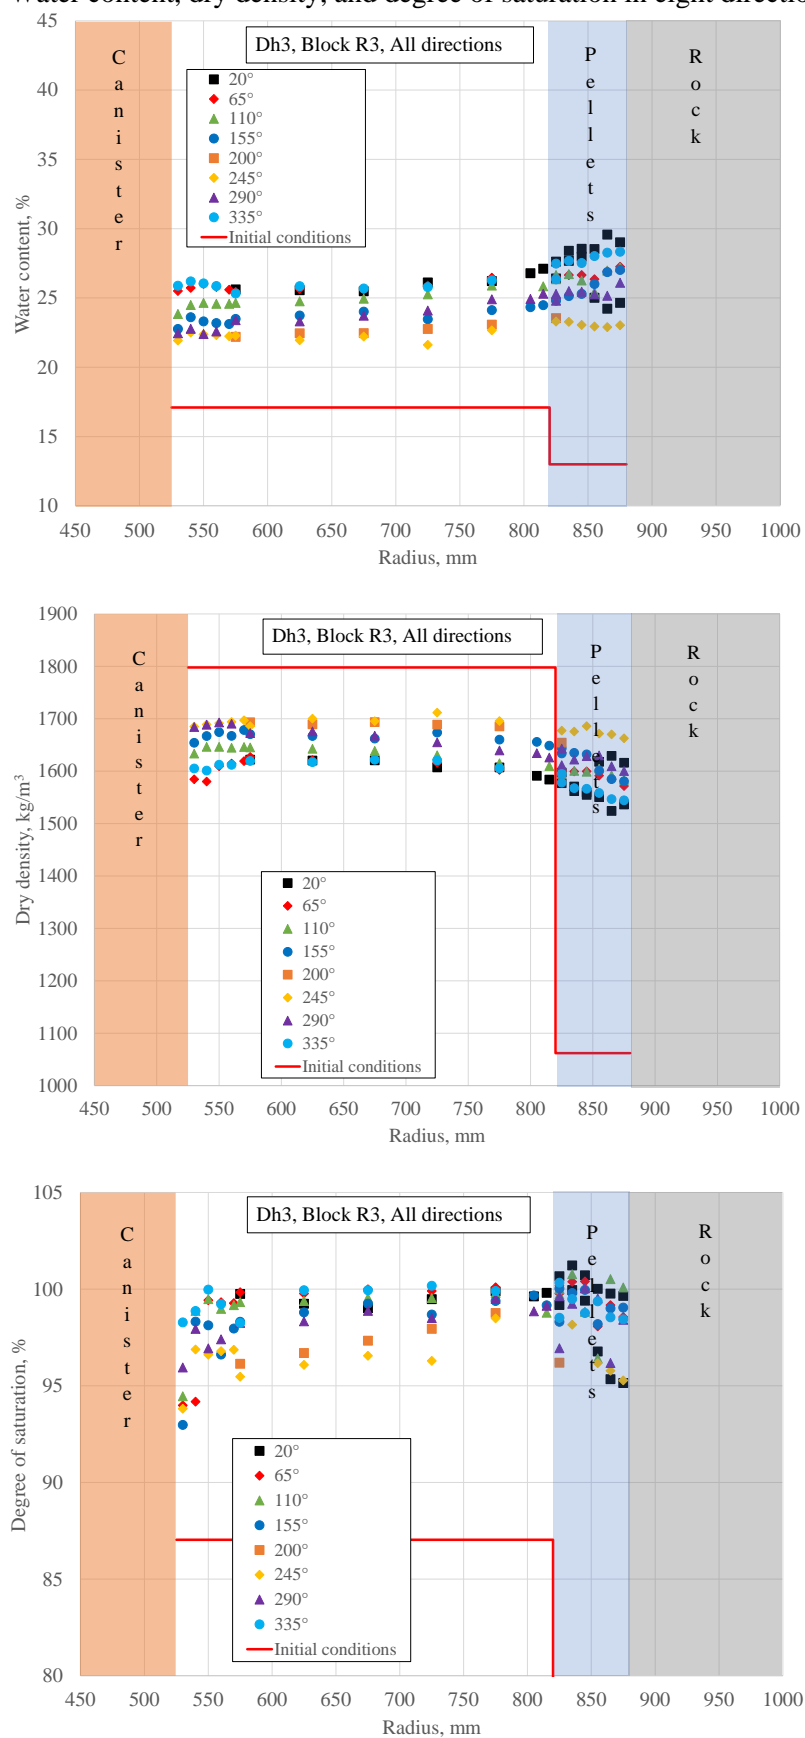 Water content, dry density, and degree of saturation in eight directio
45
40
35
30
25
20
15
10
Water content, %
Dh3, Block R3, All directions
Canister
Pellets
Rock
20°
65°
110°
155°
200°
245°
290°
335°
Initial conditions
450 500 550 600 650 700 750 800 850 900 950 1000
Radius, mm
1900
1800
1700
1600
1500
1400
1300
1200
1100
1000
Dry density, kg/m³
Dh3, Block R3, All directions
Canister
Pellets
Rock
20°
65°
110°
155°
200°
245°
290°
335°
Initial conditions
450 500 550 600 650 700 750 800 850 900 950 1000
Radius, mm
105
100
95
90
85
80
Degree of saturation, %
Dh3, Block R3, All directions
Canister
Pellets
Rock
20°
65°
110°
155°
200°
245°
290°
335°
Initial conditions
450 500 550 600 650 700 750 800 850 900 950 1000
Radius, mm